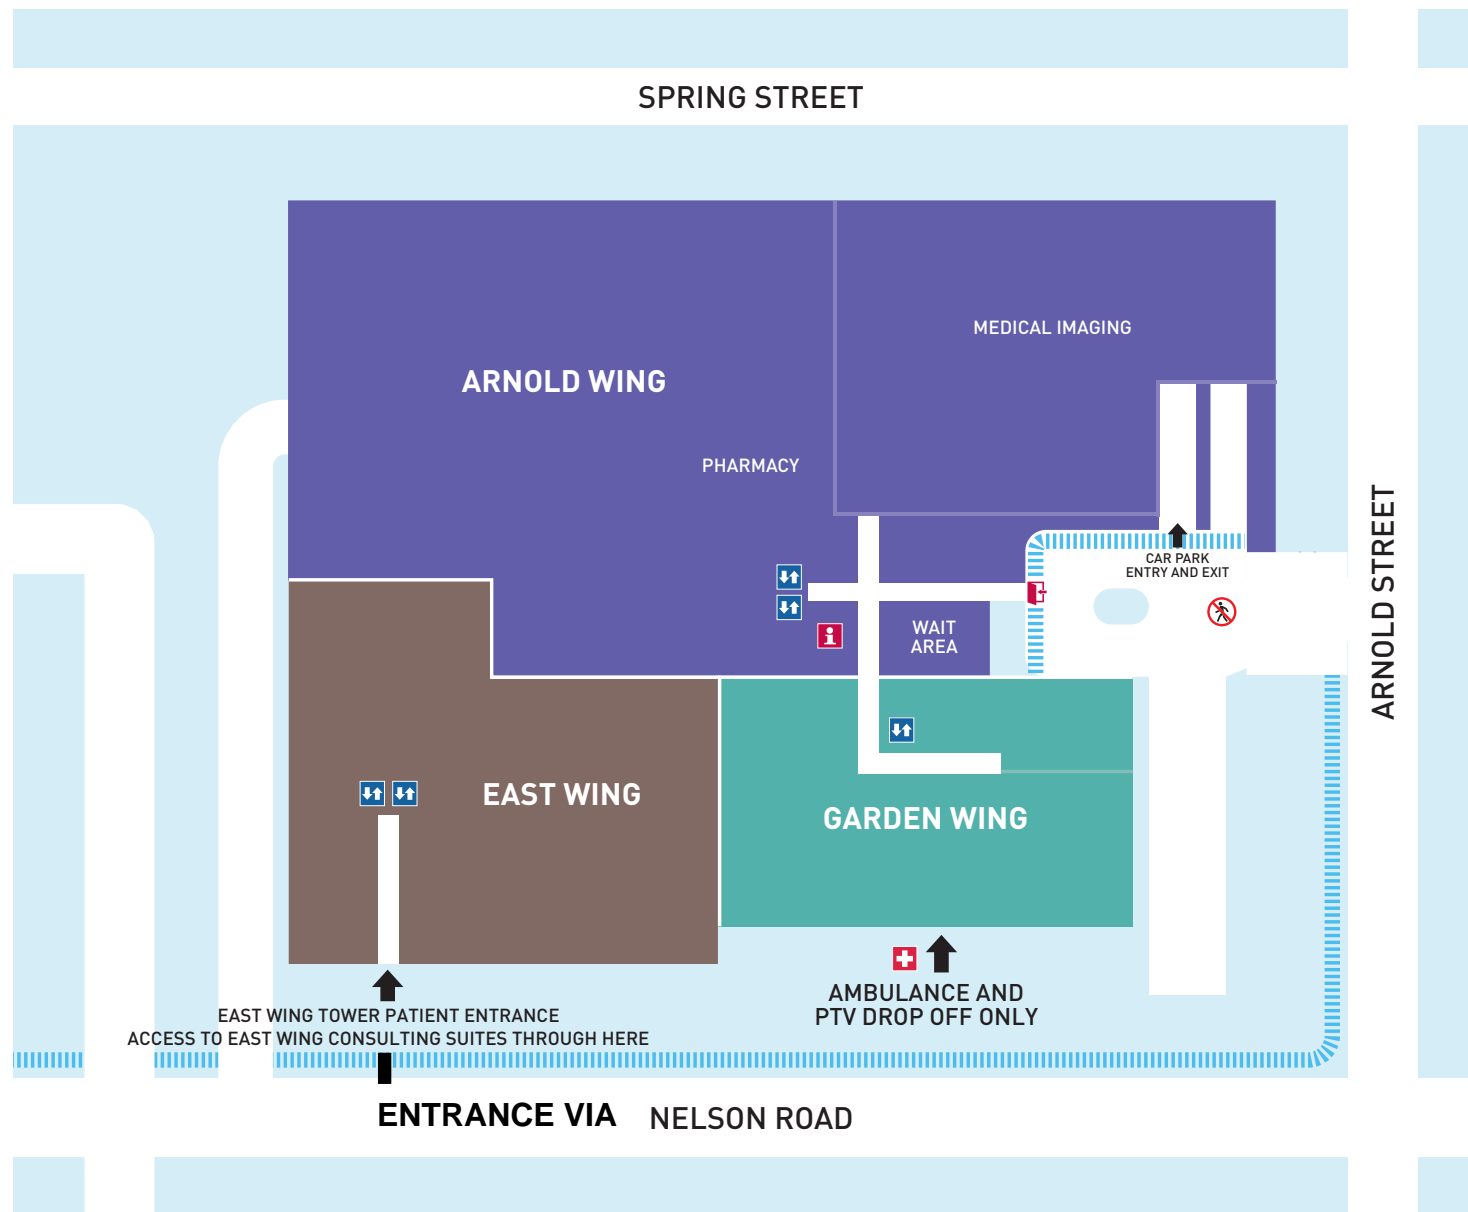 SPRING STREET
MEDICAL IMAGING
ARNOLD WING
PHARMACY
ARNOLD STREET
CAR PARK
ENTRY AND EXIT
WAIT
AREA
EAST WING
GARDEN WING
AMBULANCE AND
PTV DROP OFF ONLY
EAST WING TOWER PATIENT ENTRANCE
ACCESS TO EAST WING CONSULTING SUITES THROUGH HERE
ENTRANCE VIA NELSON ROAD